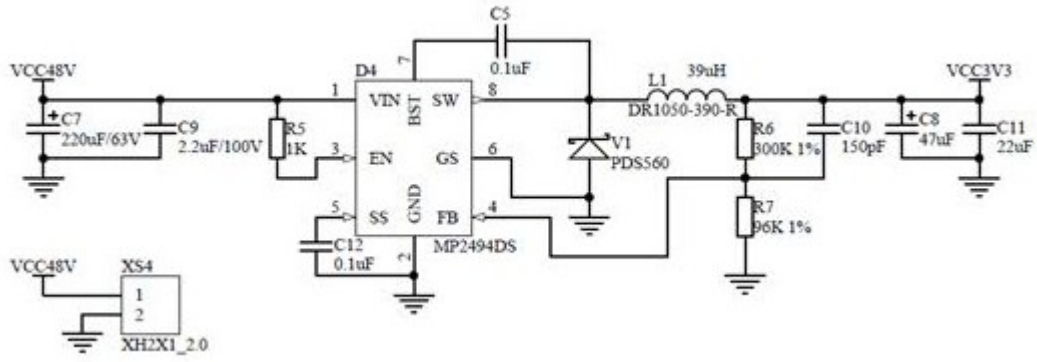 C5
7
0.1uF
VCC48V
D4
L1
39uH
VCC3V3
1
VIN
BST
SW
8
DR1050-390-R
C7
220uF/63V
C9
2.2uF/100V
R5
1K
3
EN
GS
6
V1
PDS560
R6
300K 1%
C10
150pF
C8
47uF
C11
22uF
5
SS
GND
FB
4
R7
96K 1%
C12
0.1uF
2
MP2494DS
VCC48V
XS4
1
2
XH2X1_2.0